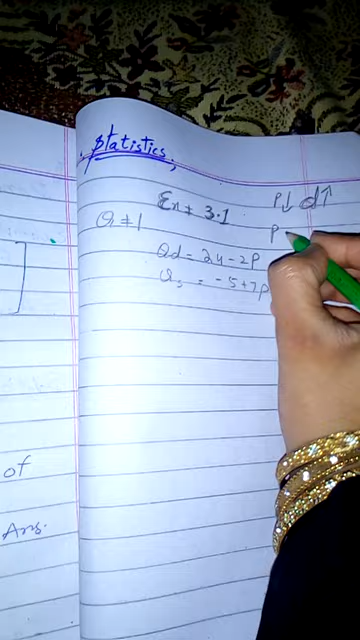 Statistics,
Ex # 3.1
P↓ d↑
Q # 1
P
Qd = 24 - 2P
Qs = -5+7P
of
Ans.